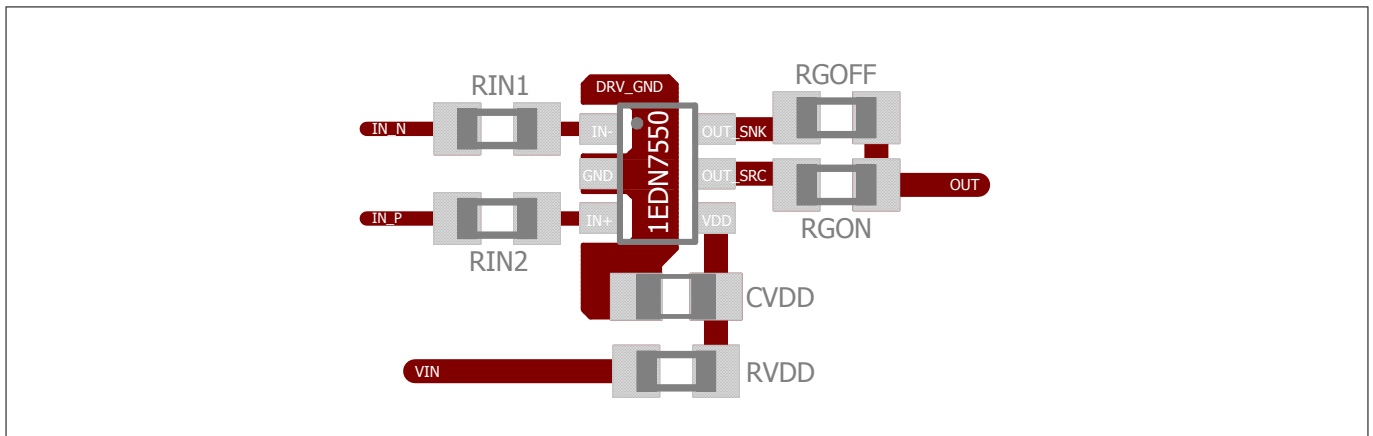 RGOFF
RIN1
DRV_GND
IN_N
IN-
OUT_SNK
1EDN7550
GND
OUT_SRC
OUT
IN_P
IN+
VDD
RGON
RIN2
CVDD
VIN
RVDD